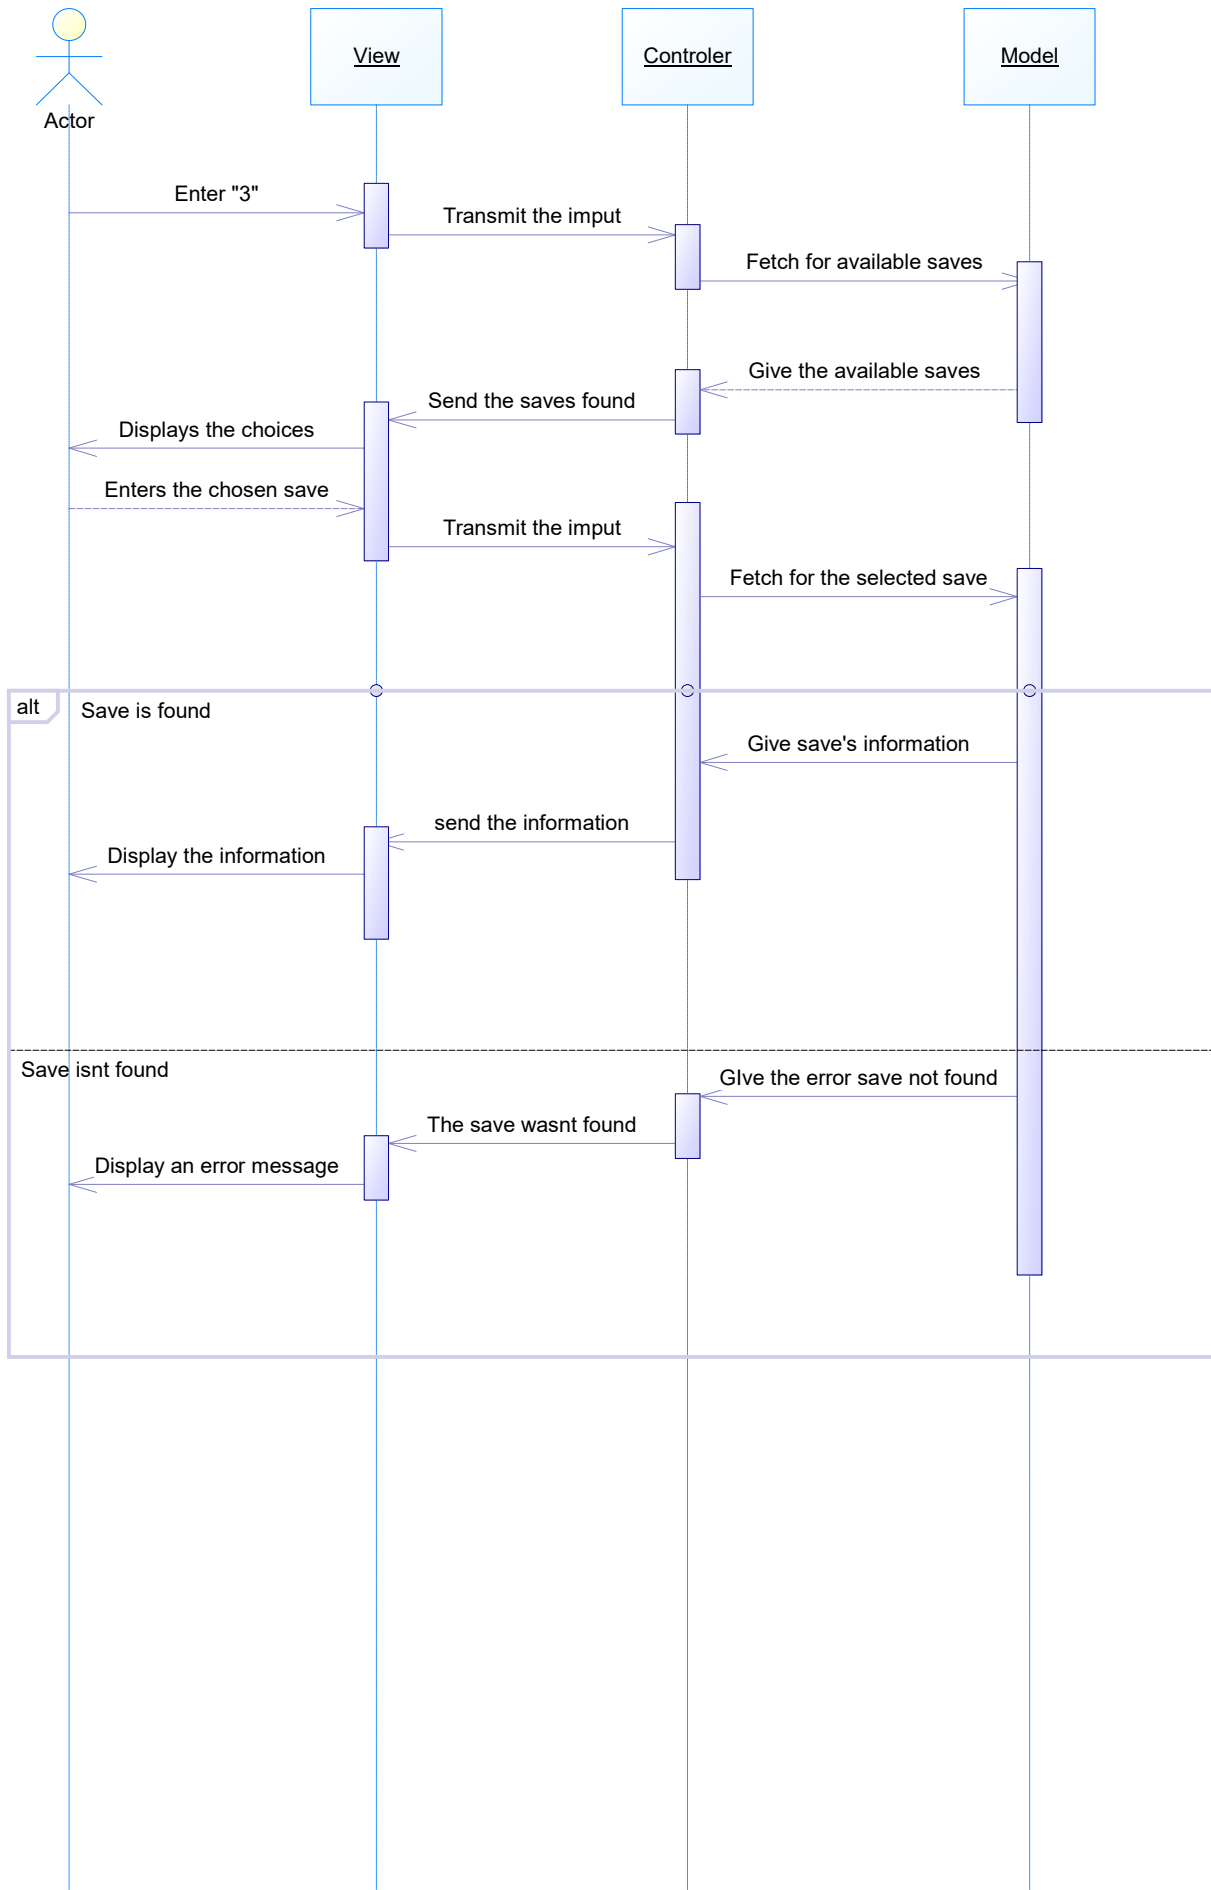 View
Controler
Model
Actor
Enter "3"
Transmit the imput
Fetch for available saves
Give the available saves
Send the saves found
Displays the choices
Enters the chosen save
Transmit the imput
Fetch for the selected save
alt
Save is found
Give save's information
send the information
Display the information
Save isnt found
GIve the error save not found
The save wasnt found
Display an error message